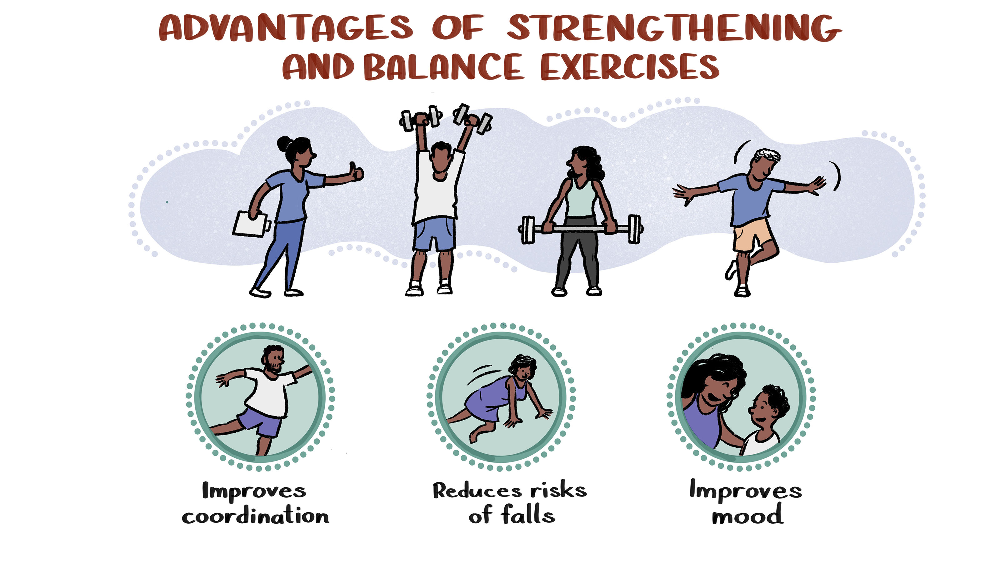 ADVANTAGES OF STRENGTHENING
AND BALANCE EXERCISES
Improves
coordination
Reduces risks
of falls
Improves
mood